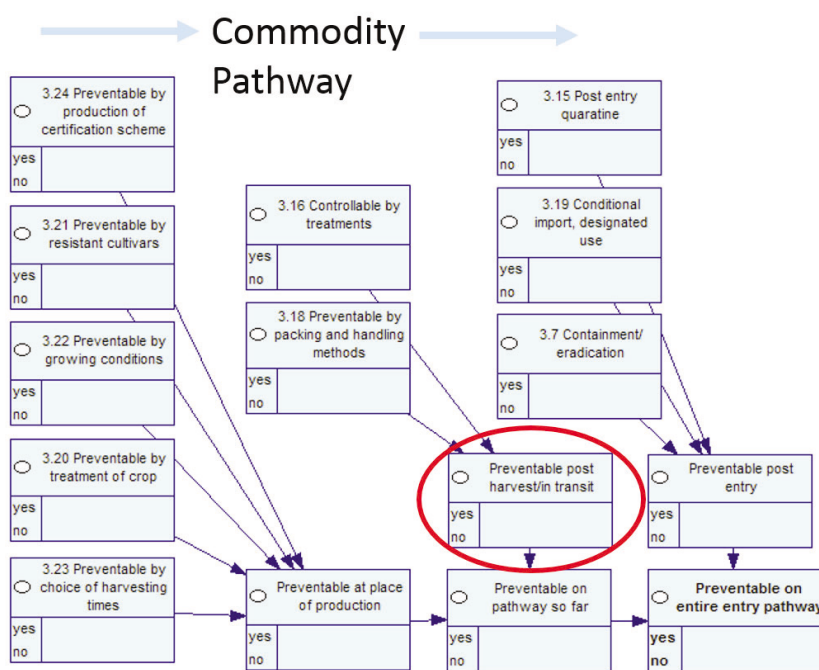 Commodity
Pathway
3.24 Preventable by
production of
certification scheme
yes
no
3.21 Preventable by
resistant cultivars
yes
no
3.22 Preventable by
growing conditions
yes
no
3.20 Preventable by
treatment of crop
yes
no
3.23 Preventable by
choice of harvesting
times
yes
no
3.16 Controllable by
treatments
yes
no
3.18 Preventable by
packing and handling
methods
yes
no
3.15 Post entry
quaratine
yes
no
3.19 Conditional
import, designated
use
yes
no
3.7 Containment/
eradication
yes
no
Preventable post
harvest/in transit
yes
no
Preventable post
entry
yes
no
Preventable at place
of production
yes
no
Preventable on
pathway so far
yes
no
Preventable on
entire entry pathway
yes
no